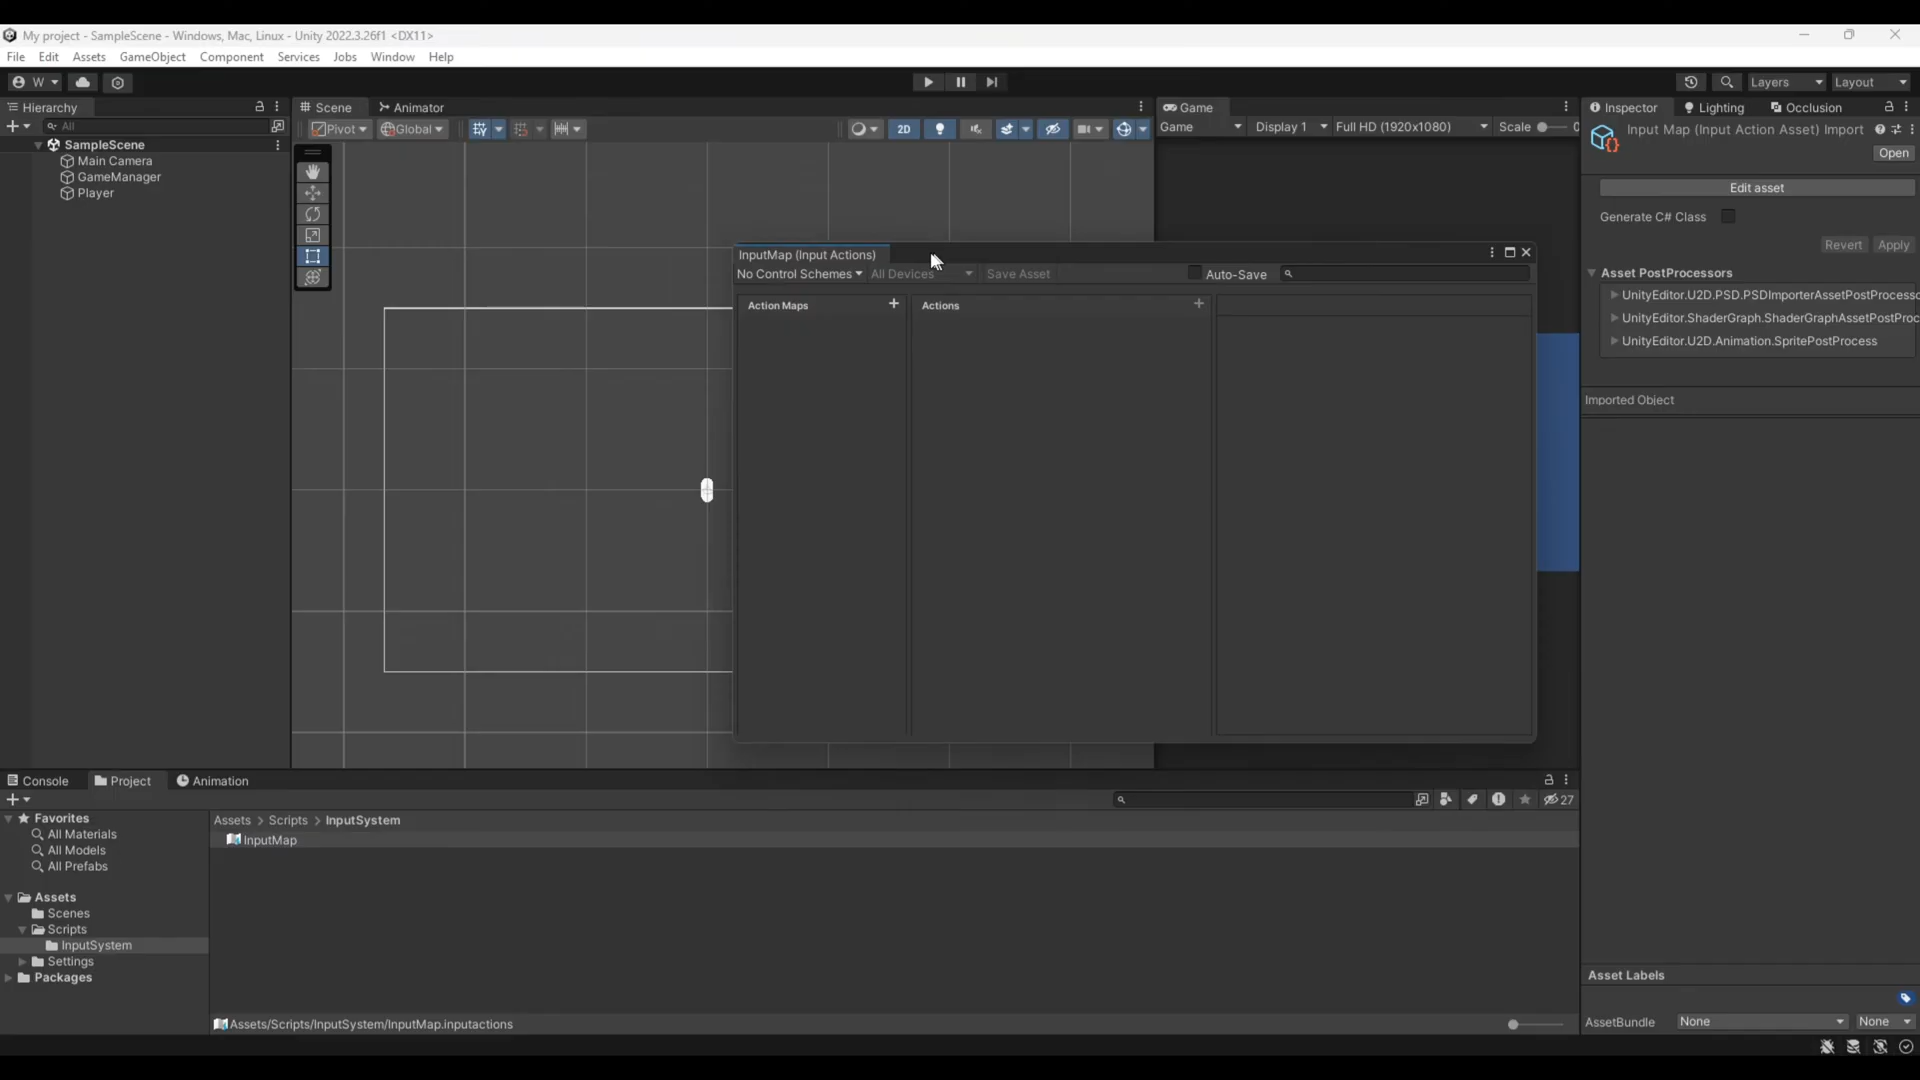 My project - SampleScene - Windows, Mac, Linux - Unity 2022.3.26f1 <DX11>
File Edit Assets GameObject Component Services Jobs Window Help
W Layers Layout
Hierarchy
All
SampleScene
Main Camera
GameManager
Player
Scene Animator
Pivot Global 2D
InputMap (Input Actions)
No Control Schemes All Devices Save Asset Auto-Save
Action Maps + Actions +
Game
Game Display 1 Full HD (1920x1080) Scale
Inspector Lighting Occlusion
Input Map (Input Action Asset) Import
Open
Edit asset
Generate C# Class
Revert Apply
Asset PostProcessors
UnityEditor.U2D.PSD.PSDImporterAssetPostProcesso
UnityEditor.ShaderGraph.ShaderGraphAssetPostProc
UnityEditor.U2D.Animation.SpritePostProcess
Imported Object
Console Project Animation
27
Favorites
All Materials
All Models
All Prefabs
Assets
Scenes
Scripts
InputSystem
Settings
Packages
Assets > Scripts > InputSystem
InputMap
Assets/Scripts/InputSystem/InputMap.inputactions
Asset Labels
AssetBundle None None